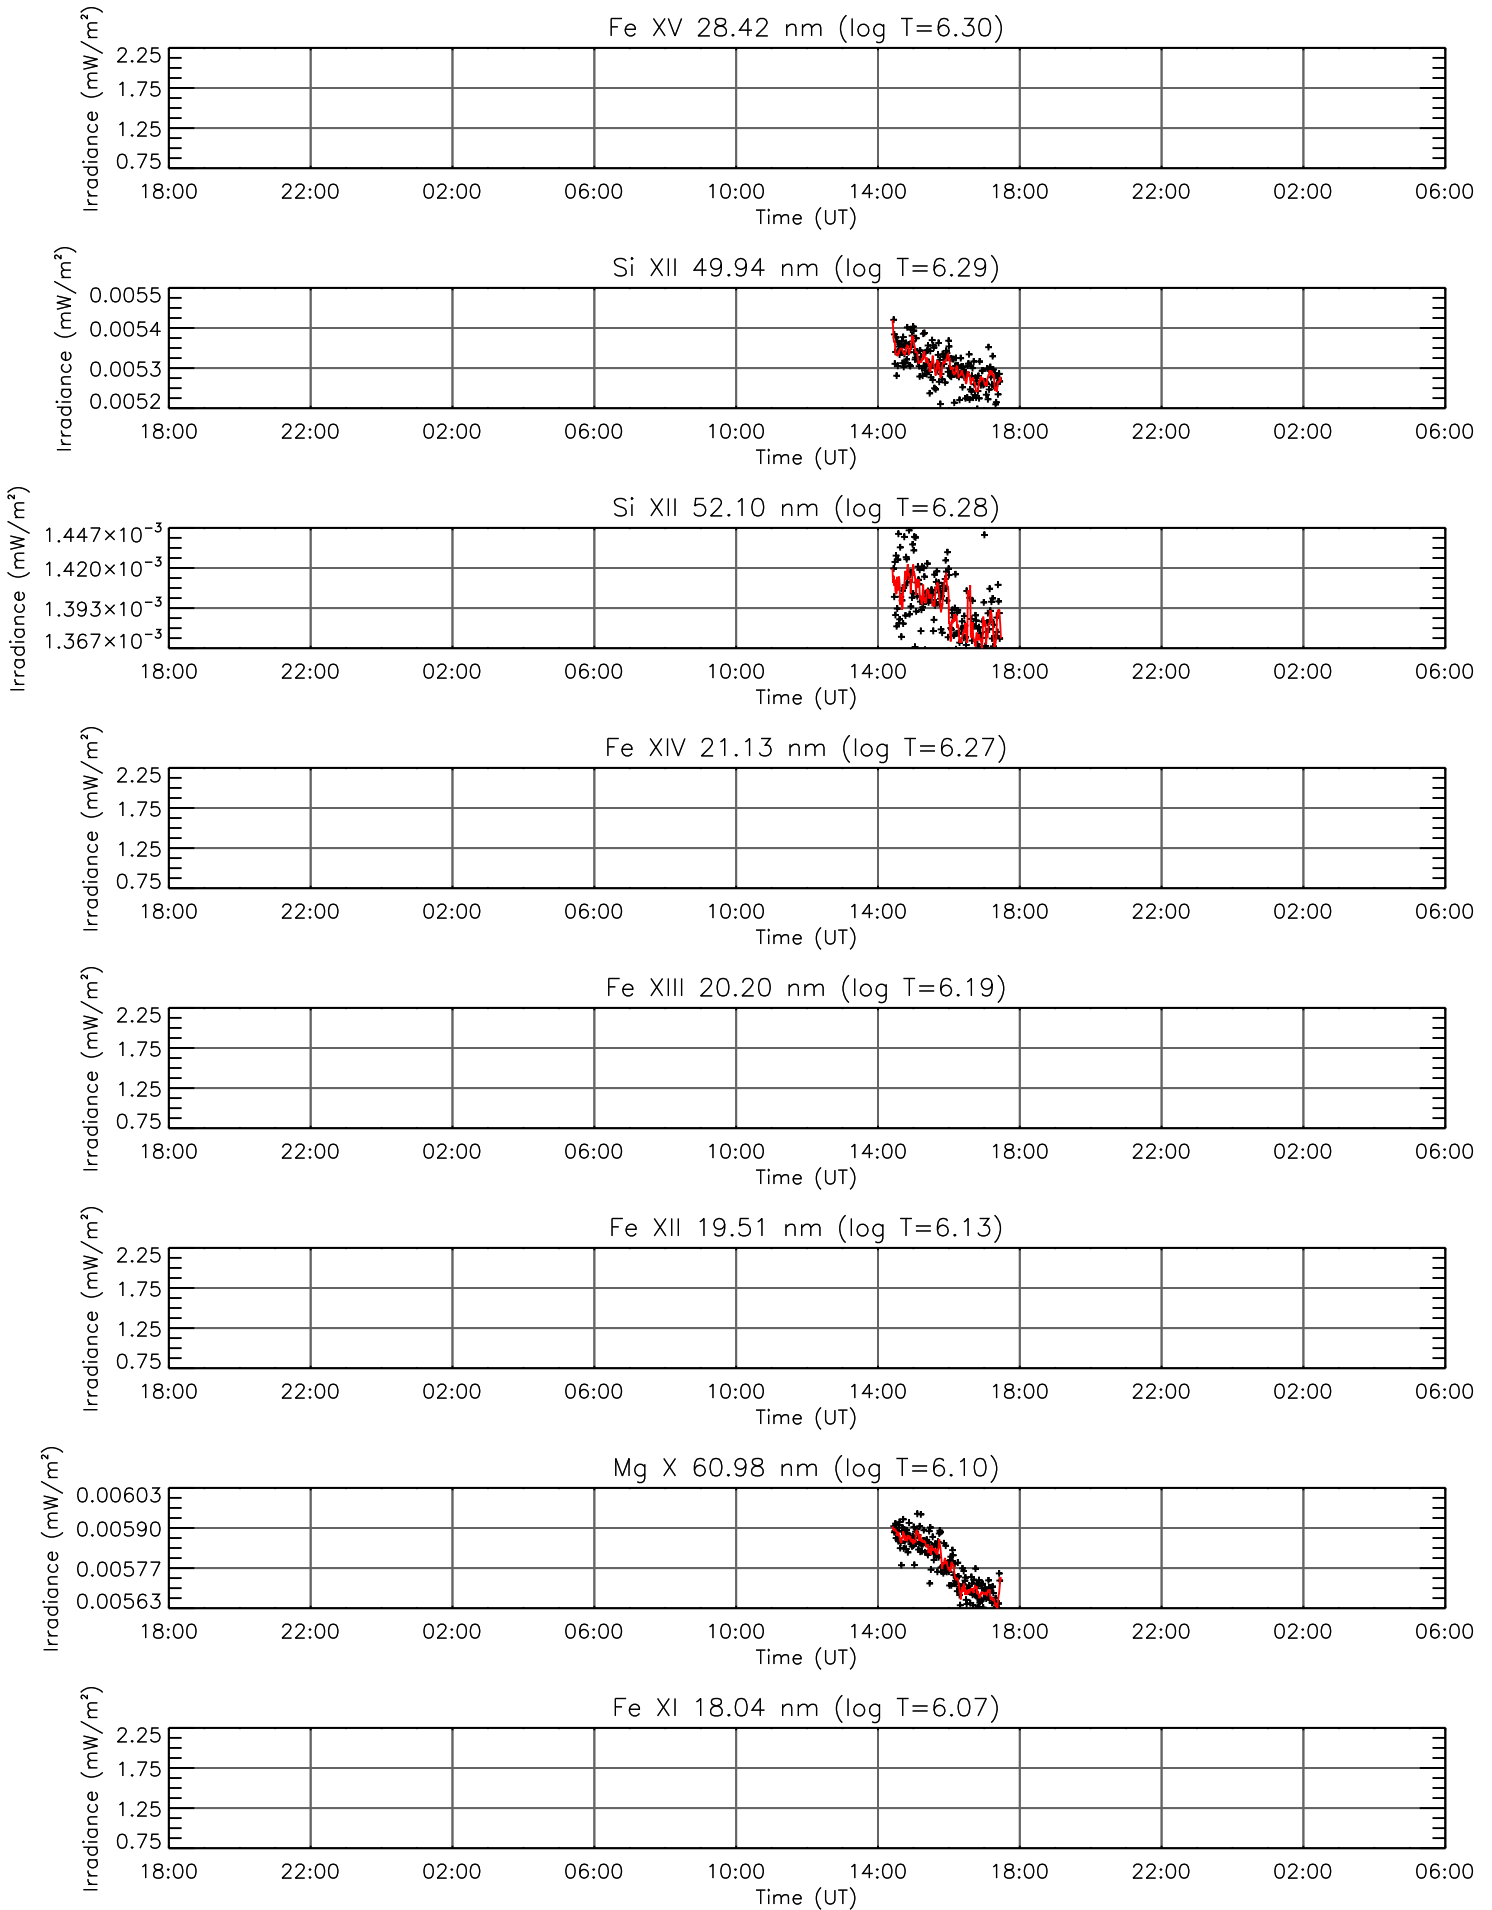 Fe XV 28.42 nm (log T=6.30)
Irradiance (mW/m²)
2.25
1.75
1.25
0.75
18:00 22:00 02:00 06:00 10:00 14:00 18:00 22:00 02:00 06:00
Time (UT)
Si XII 49.94 nm (log T=6.29)
Irradiance (mW/m²)
0.0055
0.0054
0.0053
0.0052
18:00 22:00 02:00 06:00 10:00 14:00 18:00 22:00 02:00 06:00
Time (UT)
Si XII 52.10 nm (log T=6.28)
Irradiance (mW/m²)
1.447×10⁻³
1.420×10⁻³
1.393×10⁻³
1.367×10⁻³
18:00 22:00 02:00 06:00 10:00 14:00 18:00 22:00 02:00 06:00
Time (UT)
Fe XIV 21.13 nm (log T=6.27)
Irradiance (mW/m²)
2.25
1.75
1.25
0.75
18:00 22:00 02:00 06:00 10:00 14:00 18:00 22:00 02:00 06:00
Time (UT)
Fe XIII 20.20 nm (log T=6.19)
Irradiance (mW/m²)
2.25
1.75
1.25
0.75
18:00 22:00 02:00 06:00 10:00 14:00 18:00 22:00 02:00 06:00
Time (UT)
Fe XII 19.51 nm (log T=6.13)
Irradiance (mW/m²)
2.25
1.75
1.25
0.75
18:00 22:00 02:00 06:00 10:00 14:00 18:00 22:00 02:00 06:00
Time (UT)
Mg X 60.98 nm (log T=6.10)
Irradiance (mW/m²)
0.00603
0.00590
0.00577
0.00563
18:00 22:00 02:00 06:00 10:00 14:00 18:00 22:00 02:00 06:00
Time (UT)
Fe XI 18.04 nm (log T=6.07)
Irradiance (mW/m²)
2.25
1.75
1.25
0.75
18:00 22:00 02:00 06:00 10:00 14:00 18:00 22:00 02:00 06:00
Time (UT)